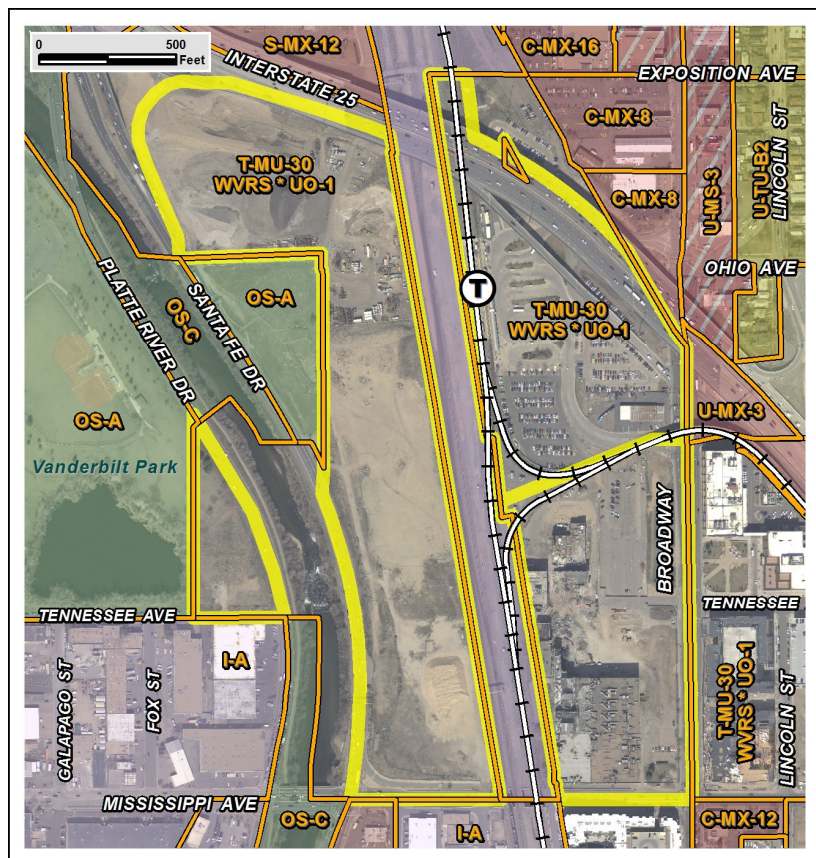 0 500
Feet
INTERSTATE 25
S-MX-12
C-MX-16
EXPOSITION AVE
C-MX-8
T-MU-30
WVRS * UO-1
C-MX-8
U-MS-3
U-TU-B2
LINCOLN ST
OHIO AVE
PLATTE RIVER DR
OS-C
SANTA FE DR
OS-A
T
T-MU-30
WVRS * UO-1
OS-A
U-MX-3
Vanderbilt Park
BROADWAY
TENNESSEE AVE
TENNESSEE
I-A
GALAPAGO ST
FOX ST
T-MU-30
WVRS * UO-1
LINCOLN ST
MISSISSIPPI AVE
OS-C
I-A
C-MX-12